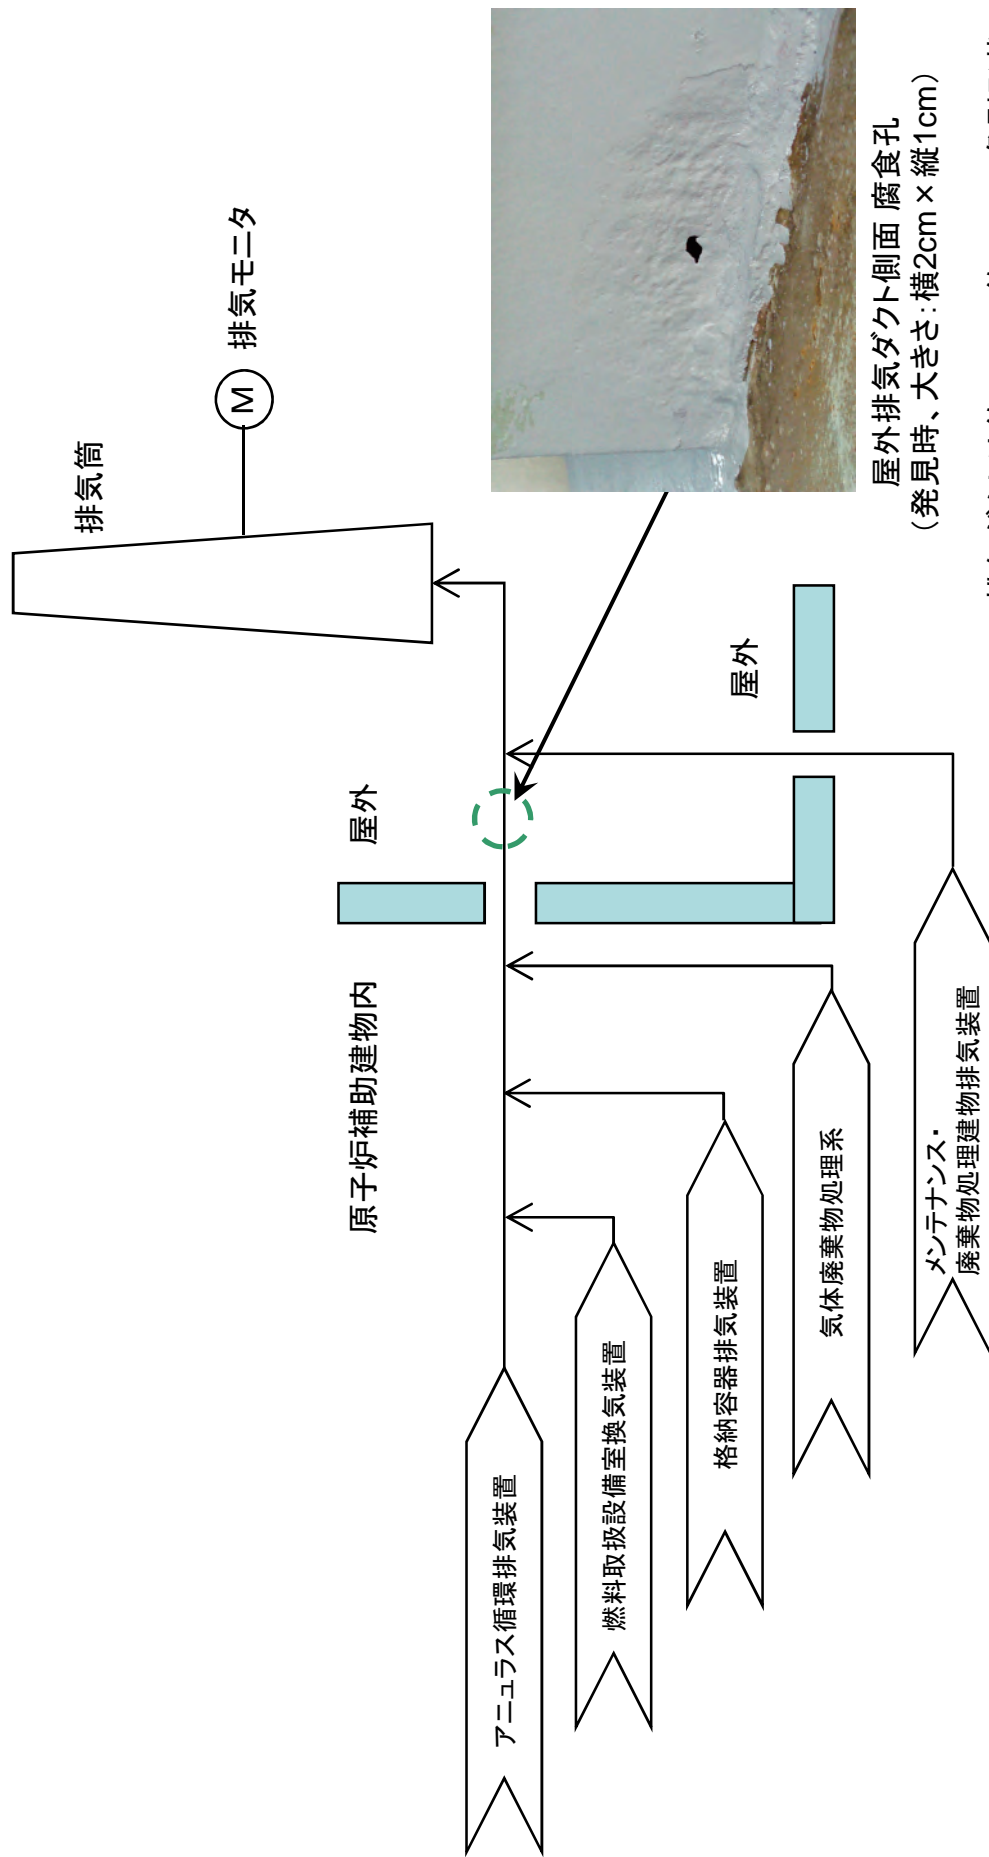 排気筒
M
排気モニタ
屋外
原子炉補助建物内
屋外
アニュラス循環排気装置
燃料取扱設備室換気装置
格納容器排気装置
気体廃棄物処理系
メンテナンス・
廃棄物処理建物排気装置
屋外排気ダクト側面 腐食孔
（発見時、大きさ：横2cm×縦1cm）